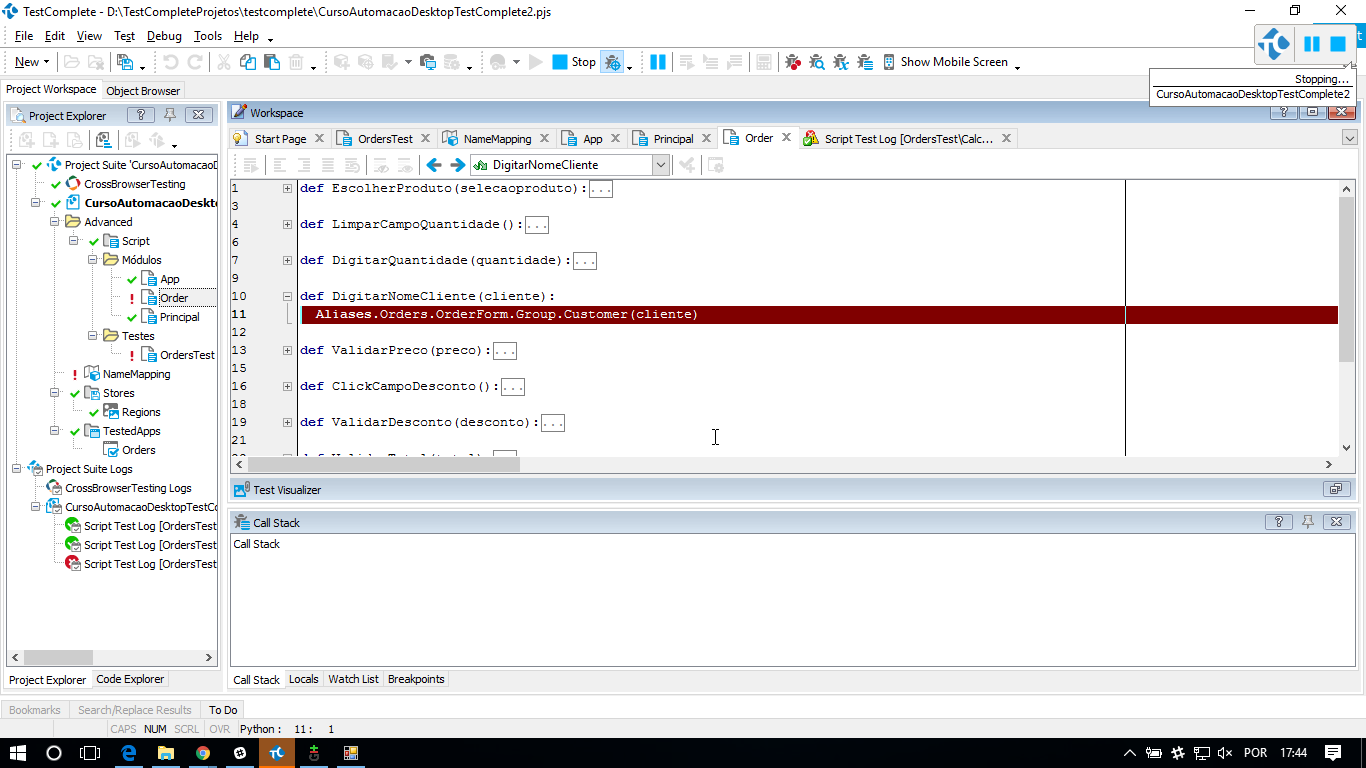 TestComplete - D:\TestCompleteProjetos\testcomplete\CursoAutomacaoDesktopTestComplete2.pjs
File Edit View Test Debug Tools Help
New Stop Show Mobile Screen
Stopping...
CursoAutomacaoDesktopTestComplete2
Project Workspace Object Browser
Project Explorer
Project Suite 'CursoAutomacaoD
CrossBrowserTesting
CursoAutomacaoDeskt
Advanced
Script
Módulos
App
Order
Principal
Testes
OrdersTest
NameMapping
Stores
Regions
TestedApps
Orders
Project Suite Logs
CrossBrowserTesting Logs
CursoAutomacaoDesktopTestCo
Script Test Log [OrdersTest
Script Test Log [OrdersTest
Script Test Log [OrdersTest
Project Explorer Code Explorer
Workspace
Start Page OrdersTest NameMapping App Principal Order Script Test Log [OrdersTest\Calc...
DigitarNomeCliente
1 def EscolherProduto(selecaoproduto):...
3
4 def LimparCampoQuantidade():...
6
7 def DigitarQuantidade(quantidade):...
9
10 def DigitarNomeCliente(cliente):
11 Aliases.Orders.OrderForm.Group.Customer(cliente)
12
13 def ValidarPreco(preco):...
15
16 def ClickCampoDesconto():...
18
19 def ValidarDesconto(desconto):...
21
Test Visualizer
Call Stack
Call Stack
Call Stack Locals Watch List Breakpoints
Bookmarks Search/Replace Results To Do
CAPS NUM SCRL OVR Python : 11 : 1
POR 17:44